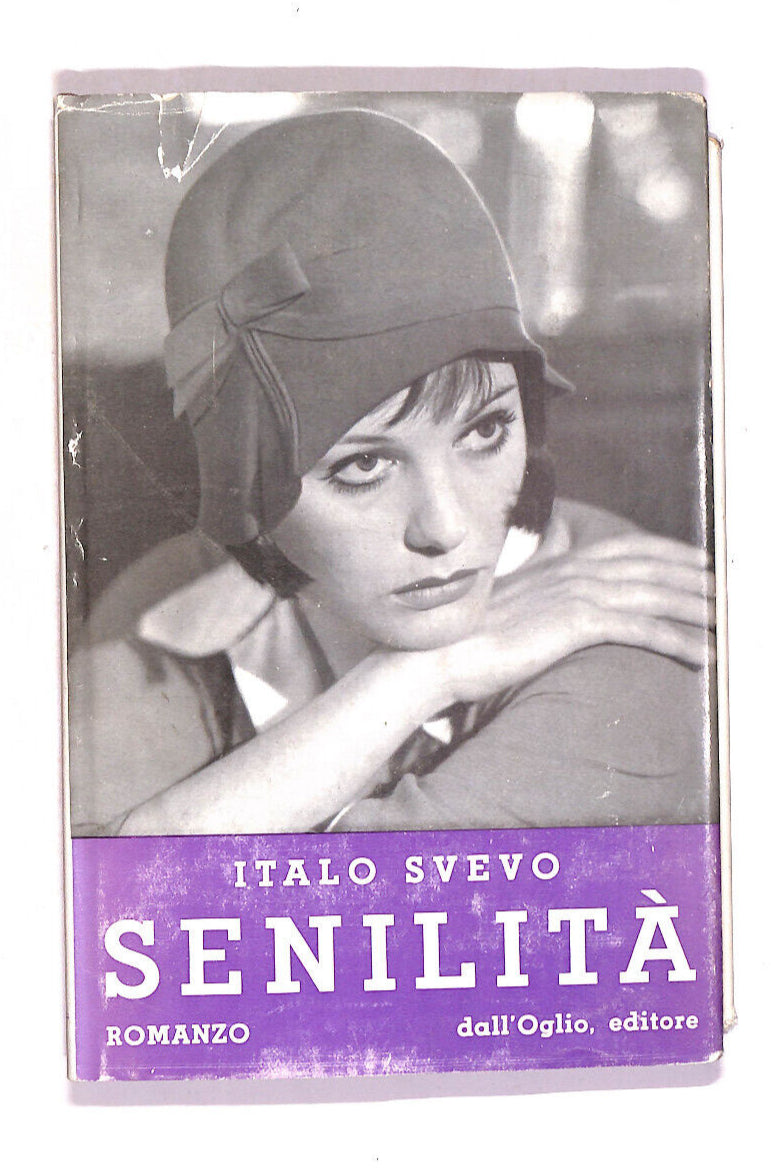 ITALO SVEVO
SENILITÀ
ROMANZO
dall'Oglio, editore